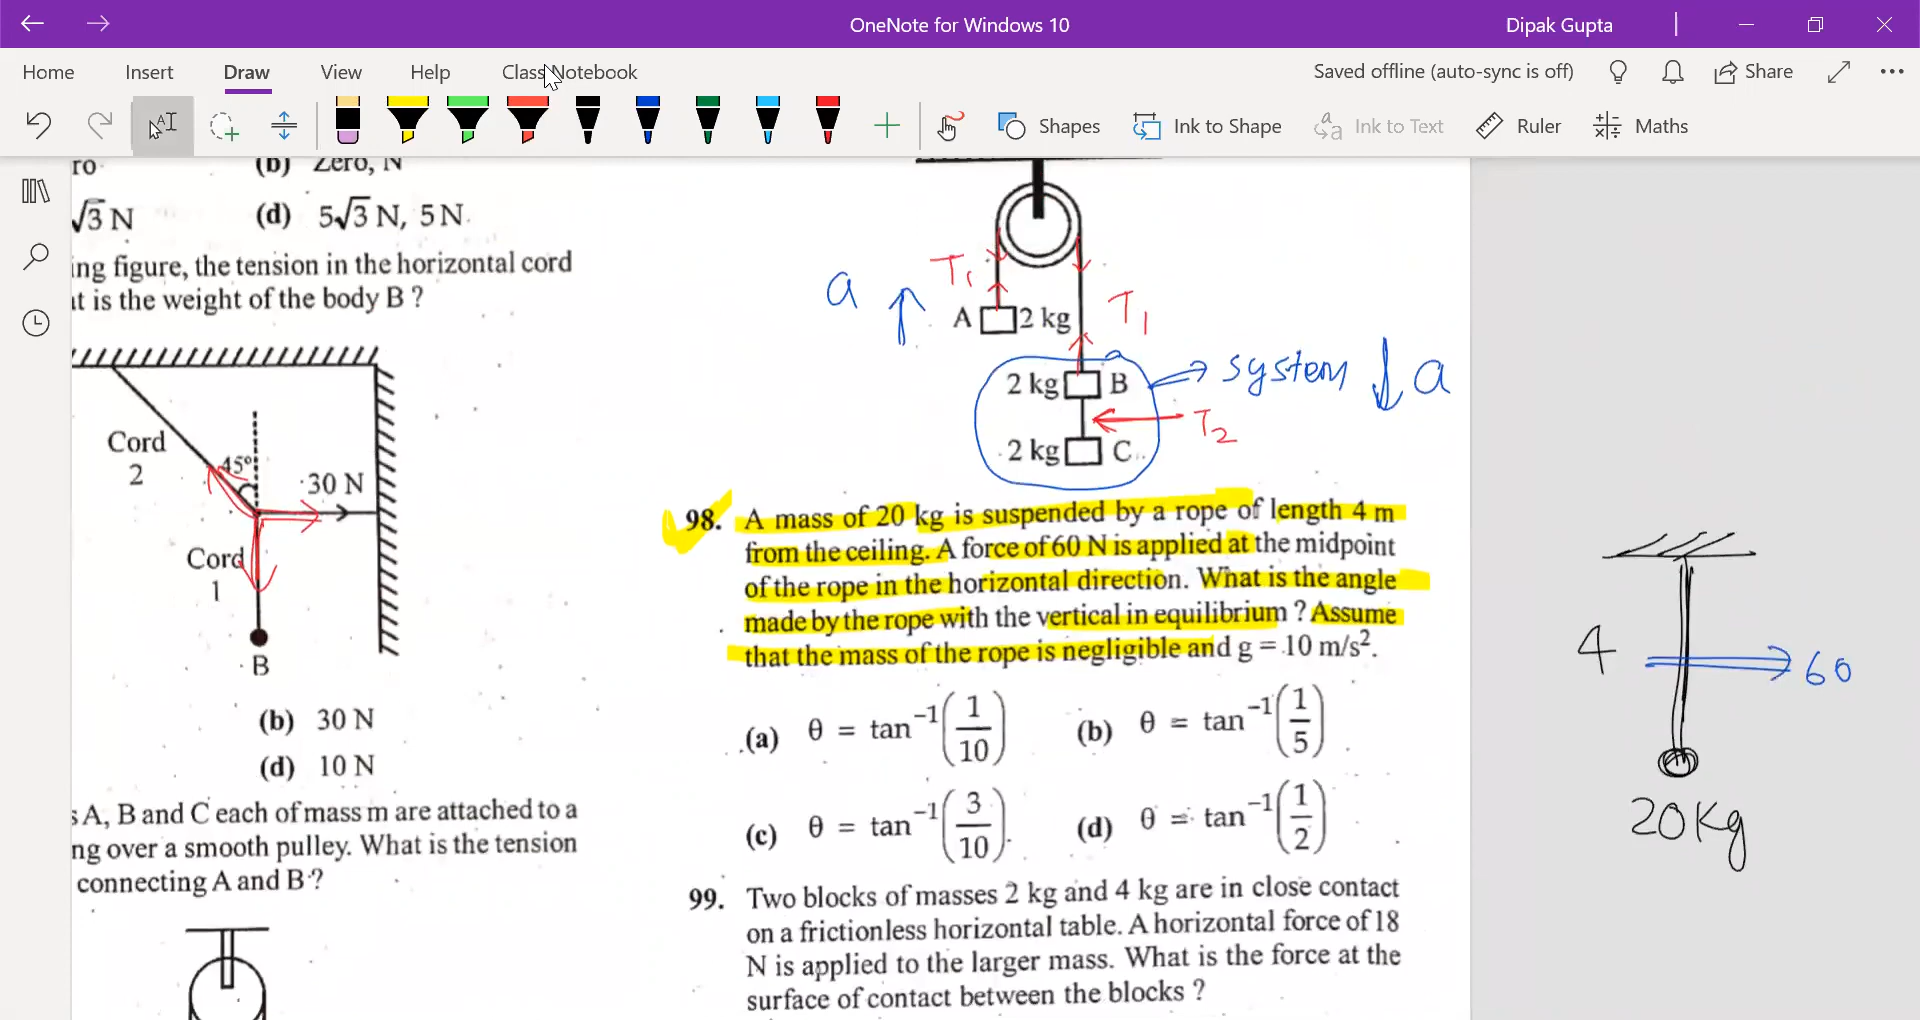 OneNote for Windows 10
Dipak Gupta
Home Insert Draw View Help Class Notebook
Saved offline (auto-sync is off) Share
Shapes Ink to Shape Ink to Text Ruler Maths
ro (b) Zero, N
√3 N (d) 5√3 N, 5 N
ing figure, the tension in the horizontal cord
at is the weight of the body B ?
Cord
2
45°
30 N
Cord
1
B
(b) 30 N
(d) 10 N
s A, B and C each of mass m are attached to a
ng over a smooth pulley. What is the tension
connecting A and B ?
a
T1
A 2 kg
T1
2 kg B
system a
T2
2 kg C
98. A mass of 20 kg is suspended by a rope of length 4 m
from the ceiling. A force of 60 N is applied at the midpoint
of the rope in the horizontal direction. What is the angle
made by the rope with the vertical in equilibrium ? Assume
that the mass of the rope is negligible and g = 10 m/s².
(a) θ = tan⁻¹(1/10) (b) θ = tan⁻¹(1/5)
(c) θ = tan⁻¹(3/10) (d) θ = tan⁻¹(1/2)
99. Two blocks of masses 2 kg and 4 kg are in close contact
on a frictionless horizontal table. A horizontal force of 18
N is applied to the larger mass. What is the force at the
surface of contact between the blocks ?
4
60
20Kg